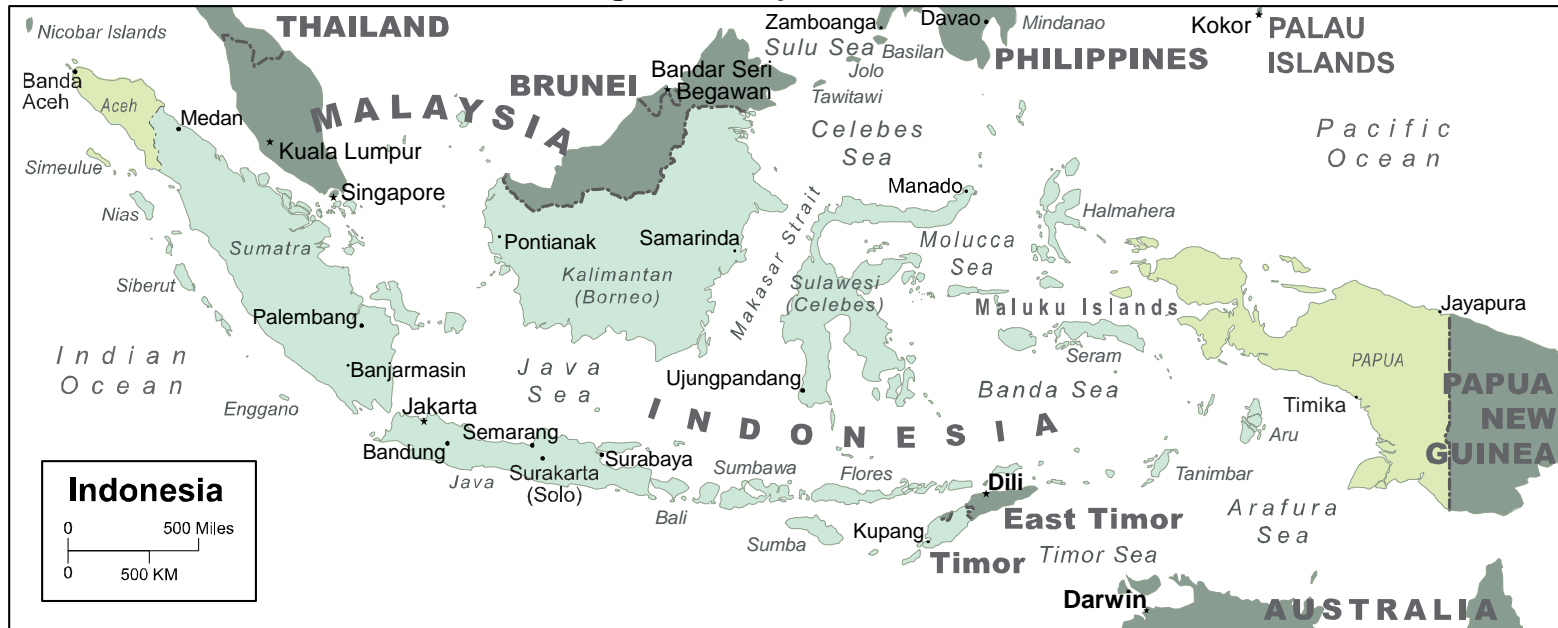 Nicobar Islands
THAILAND
Zamboanga
Davao
Mindanao
Kokor
PALAU
ISLANDS
Sulu Sea
Basilan
PHILIPPINES
Jolo
Tawitawi
Banda
Aceh
Aceh
Medan
MALAYSIA
BRUNEI
Bandar Seri
Begawan
Celebes
Sea
Pacific
Ocean
Kuala Lumpur
Simeulue
Singapore
Nias
Manado
Halmahera
Sumatra
Pontianak
Samarinda
Makasar Strait
Molucca
Sea
Kalimantan
(Borneo)
Sulawesi
(Celebes)
Siberut
Maluku Islands
Jayapura
Palembang
Seram
PAPUA
Indian
Ocean
Banjarmasin
Java
Sea
Ujungpandang
Banda Sea
PAPUA
NEW
GUINEA
Enggano
Jakarta
INDONESIA
Timika
Aru
Bandung
Semarang
Surabaya
Surakarta
(Solo)
Java
Bali
Sumbawa
Flores
Dili
Tanimbar
Sumba
Kupang
East Timor
Timor
Timor Sea
Arafura
Sea
Darwin
AUSTRALIA
Indonesia
0 500 Miles
0 500 KM